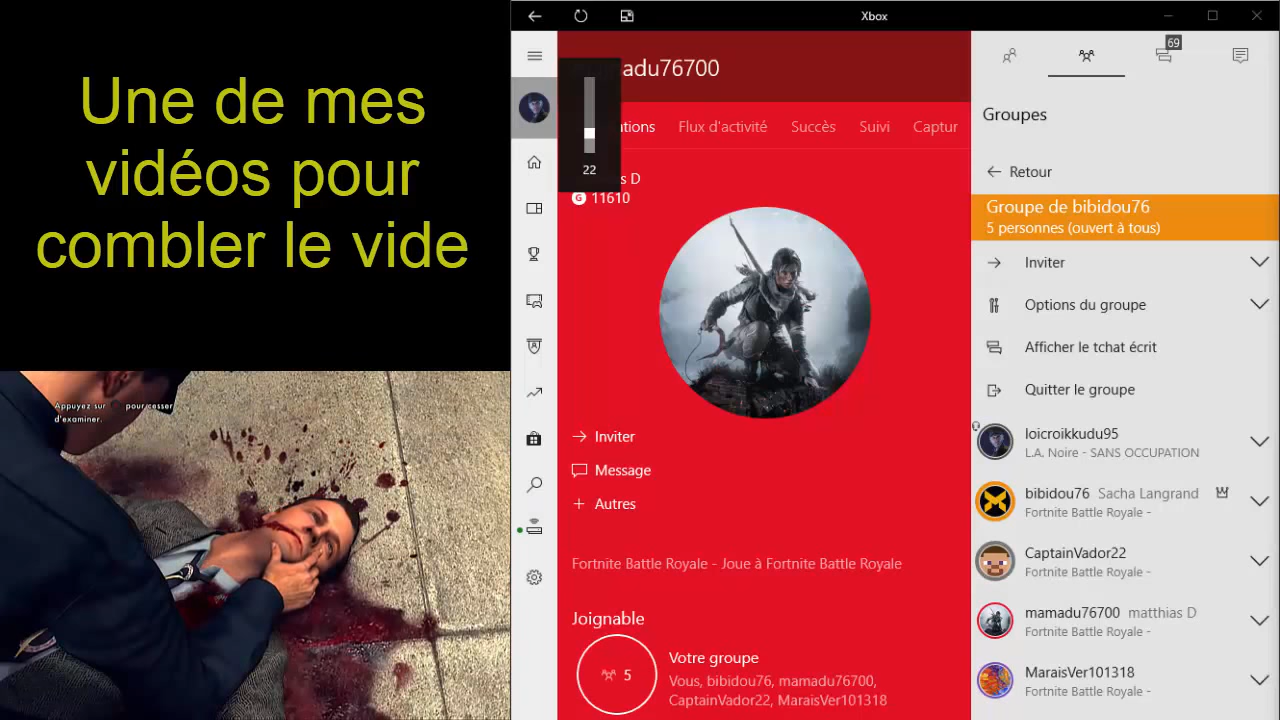 Une de mes
vidéos pour
combler le vide
Appuyez sur pour cesser
d'examiner.
Xbox
madu76700
22
tions Flux d'activité Succès Suivi Captur
s D
G 11610
Inviter
Message
Autres
Fortnite Battle Royale - Joue à Fortnite Battle Royale
Joignable
5
Votre groupe
Vous, bibidou76, mamadu76700,
CaptainVador22, MaraisVer101318
69
Groupes
Retour
Groupe de bibidou76
5 personnes (ouvert à tous)
Inviter
Options du groupe
Afficher le tchat écrit
Quitter le groupe
loicroikkudu95
L.A. Noire - SANS OCCUPATION
bibidou76 Sacha Langrand
Fortnite Battle Royale -
CaptainVador22
Fortnite Battle Royale -
mamadu76700 matthias D
Fortnite Battle Royale -
MaraisVer101318
Fortnite Battle Royale -